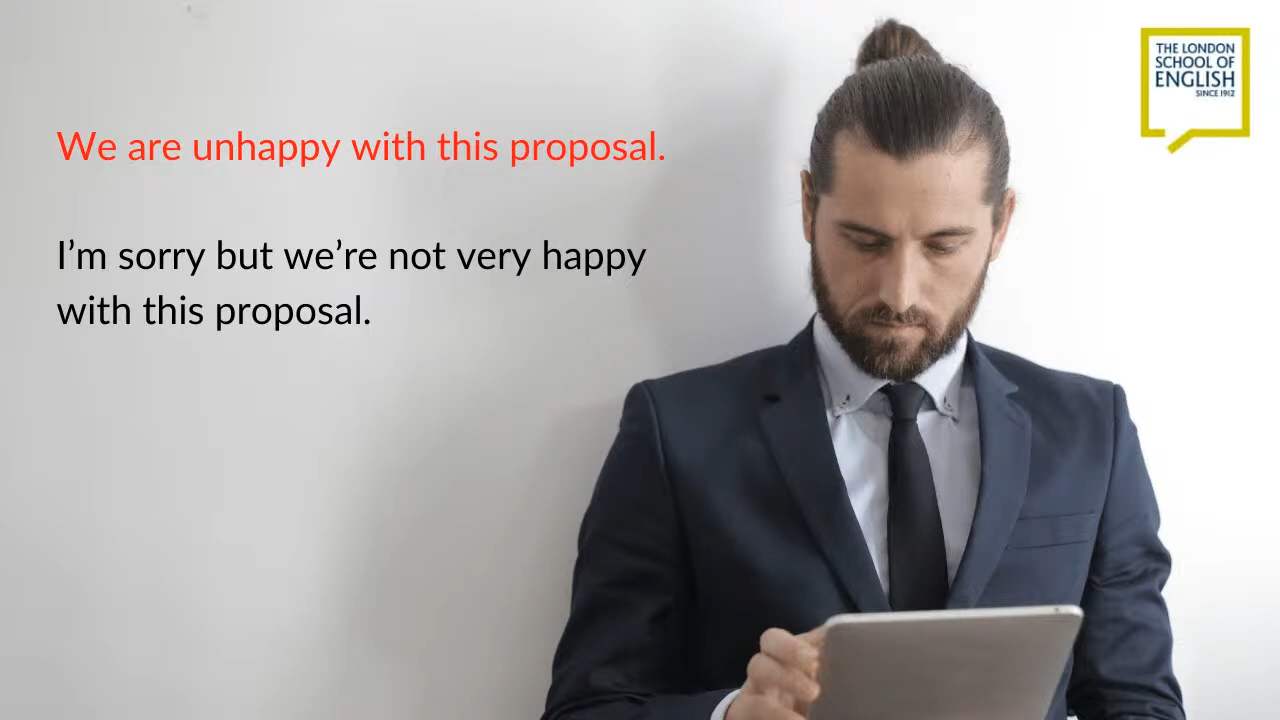 We are unhappy with this proposal.
I'm sorry but we're not very happy
with this proposal.
THE LONDON
SCHOOL OF
ENGLISH
SINCE 1912